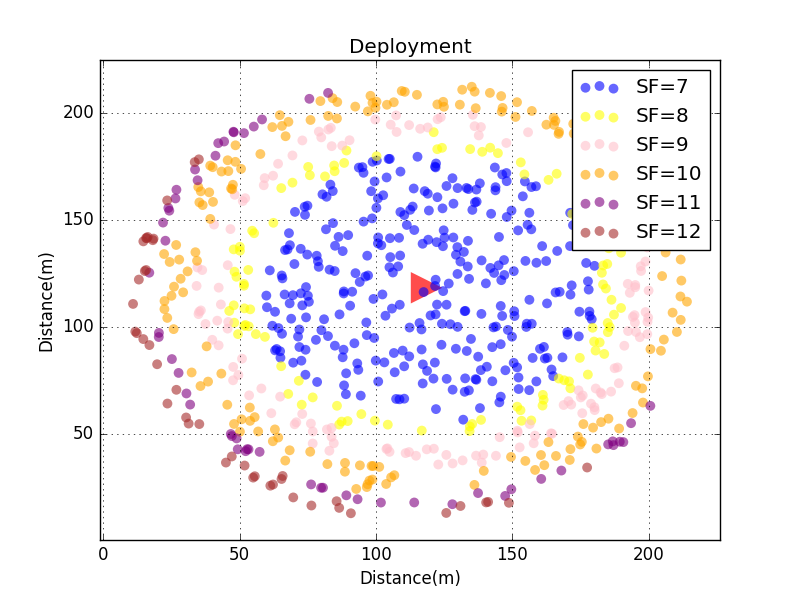 Deployment
SF=7
SF=8
SF=9
SF=10
SF=11
SF=12
200
150
100
50
Distance(m)
0 50 100 150 200
Distance(m)